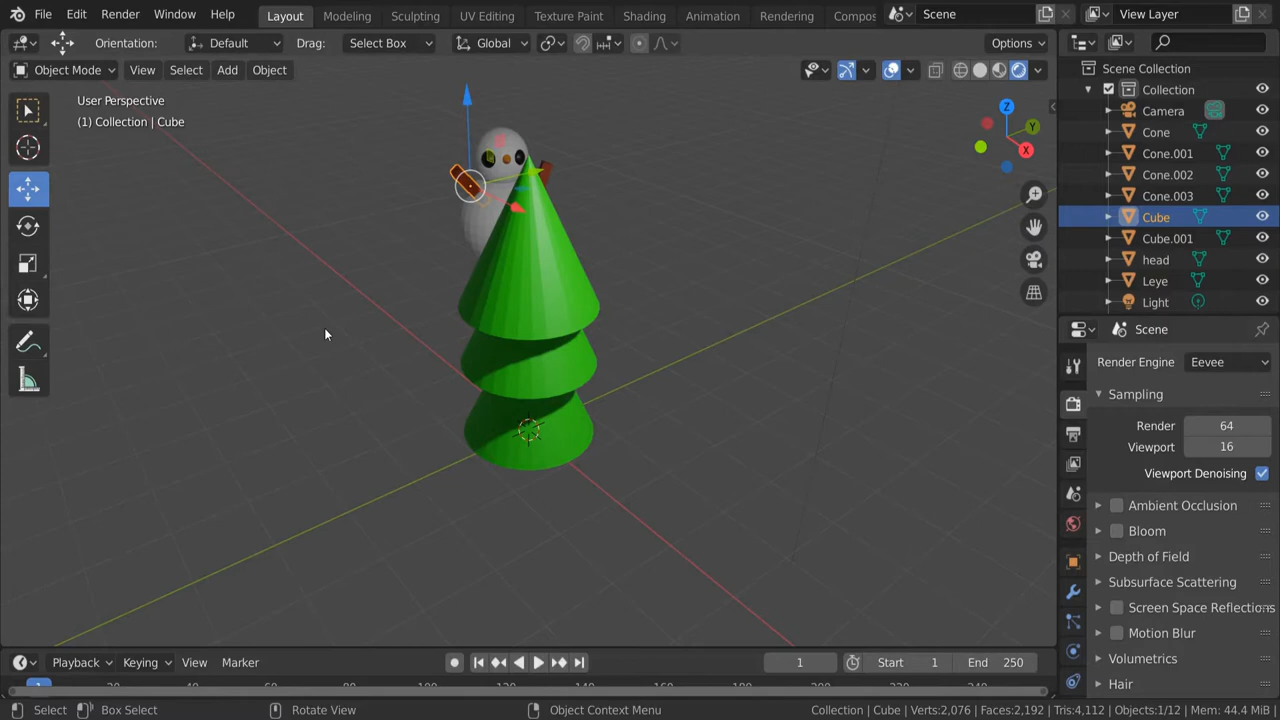 File Edit Render Window Help Layout Modeling Sculpting UV Editing Texture Paint Shading Animation Rendering Compos Scene View Layer
Orientation: Default Drag: Select Box Global Options
Object Mode View Select Add Object
User Perspective
(1) Collection | Cube
Z
Y
X
Scene Collection
Collection
Camera
Cone
Cone.001
Cone.002
Cone.003
Cube
Cube.001
head
Leye
Light
Scene
Render Engine Eevee
Sampling
Render 64
Viewport 16
Viewport Denoising
Ambient Occlusion
Bloom
Depth of Field
Subsurface Scattering
Screen Space Reflections
Motion Blur
Volumetrics
Hair
Playback Keying View Marker 1 Start 1 End 250
1
Select Box Select Rotate View Object Context Menu Collection | Cube | Verts:2,076 | Faces:2,192 | Tris:4,112 | Objects:1/12 | Mem: 44.4 MiB